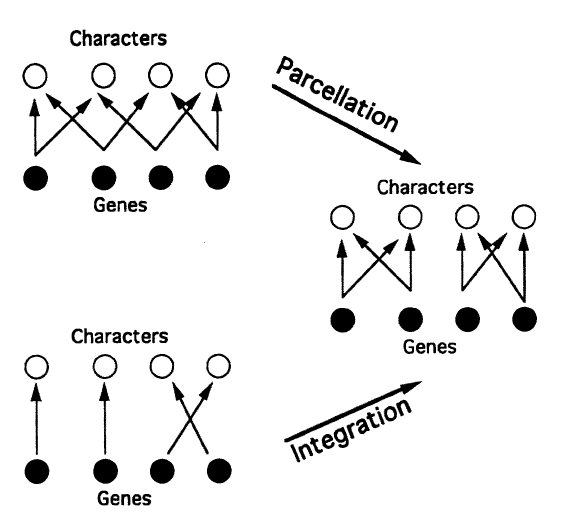 Characters
Genes
Parcellation
Characters
Genes
Characters
Genes
Integration